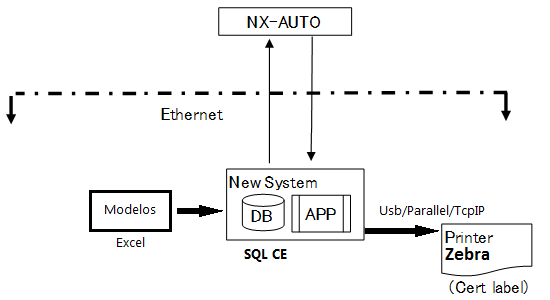 NX-AUTO
Ethernet
New System
DB
APP
SQL CE
Modelos
Excel
Usb/Parallel/TcpIP
Printer
Zebra
(Cert label)